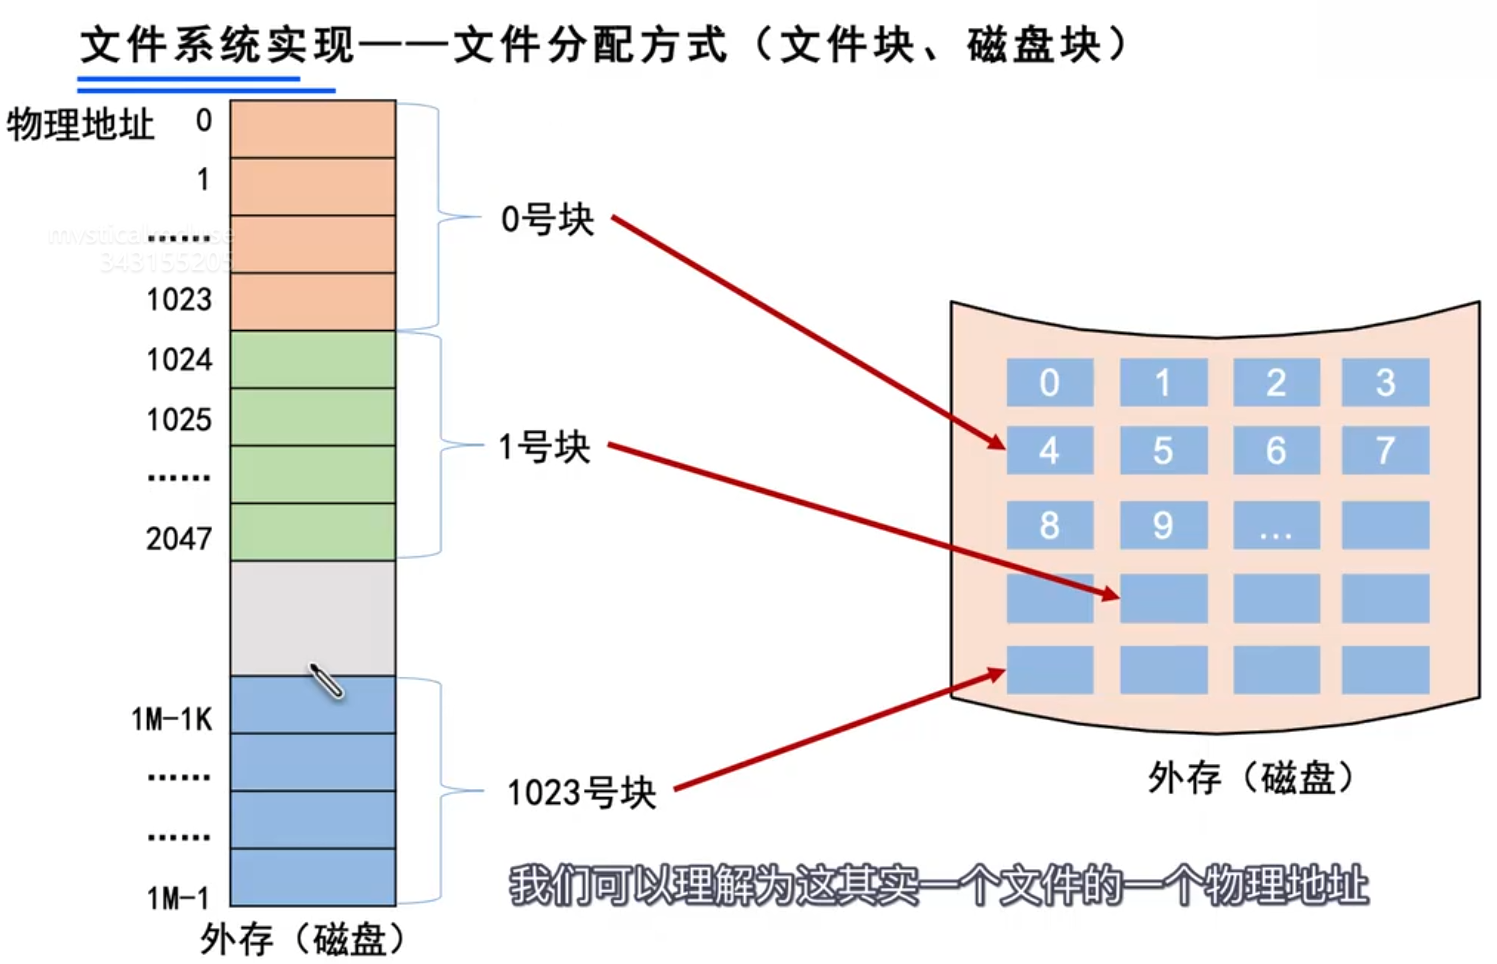 文件系统实现——文件分配方式（文件块、磁盘块）
物理地址 0
1
......
1023
1024
1025
......
2047
1M-1K
......
......
1M-1
外存（磁盘）
0号块
1号块
1023号块
0 1 2 3
4 5 6 7
8 9 ...
外存（磁盘）
我们可以理解为这其实一个文件的一个物理地址